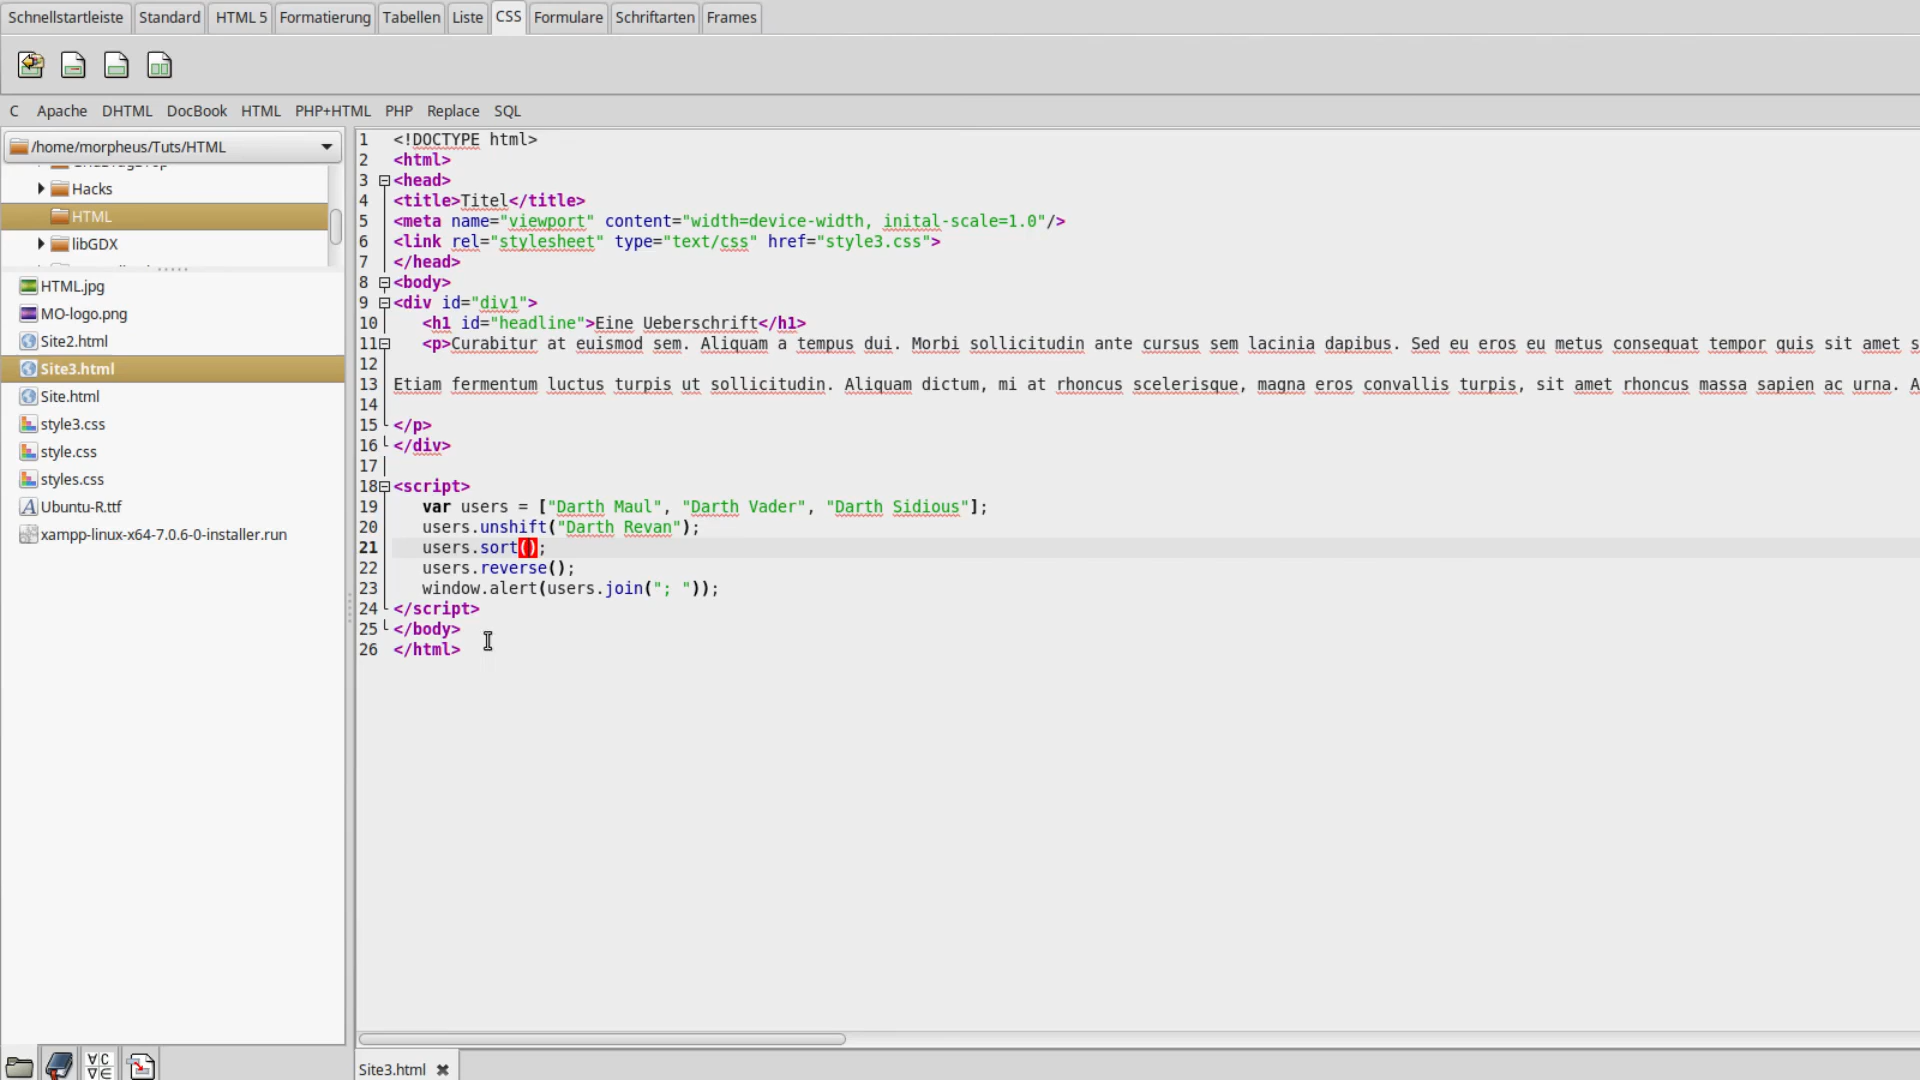 Schnellstartleiste Standard HTML 5 Formatierung Tabellen Liste CSS Formulare Schriftarten Frames
C Apache DHTML DocBook HTML PHP+HTML PHP Replace SQL
/home/morpheus/Tuts/HTML
Hacks
HTML
libGDX
HTML.jpg
MO-logo.png
Site2.html
Site3.html
Site.html
style3.css
style.css
styles.css
Ubuntu-R.ttf
xampp-linux-x64-7.0.6-0-installer.run
1 <!DOCTYPE html>
2 <html>
3 <head>
4 <title>Titel</title>
5 <meta name="viewport" content="width=device-width, inital-scale=1.0"/>
6 <link rel="stylesheet" type="text/css" href="style3.css">
7 </head>
8 <body>
9 <div id="div1">
10 <h1 id="headline">Eine Ueberschrift</h1>
11 <p>Curabitur at euismod sem. Aliquam a tempus dui. Morbi sollicitudin ante cursus sem lacinia dapibus. Sed eu eros eu metus consequat tempor quis sit amet s
12
13 Etiam fermentum luctus turpis ut sollicitudin. Aliquam dictum, mi at rhoncus scelerisque, magna eros convallis turpis, sit amet rhoncus massa sapien ac urna. A
14
15 </p>
16 </div>
17
18 <script>
19 var users = ["Darth Maul", "Darth Vader", "Darth Sidious"];
20 users.unshift("Darth Revan");
21 users.sort();
22 users.reverse();
23 window.alert(users.join("; "));
24 </script>
25 </body>
26 </html>
Site3.html